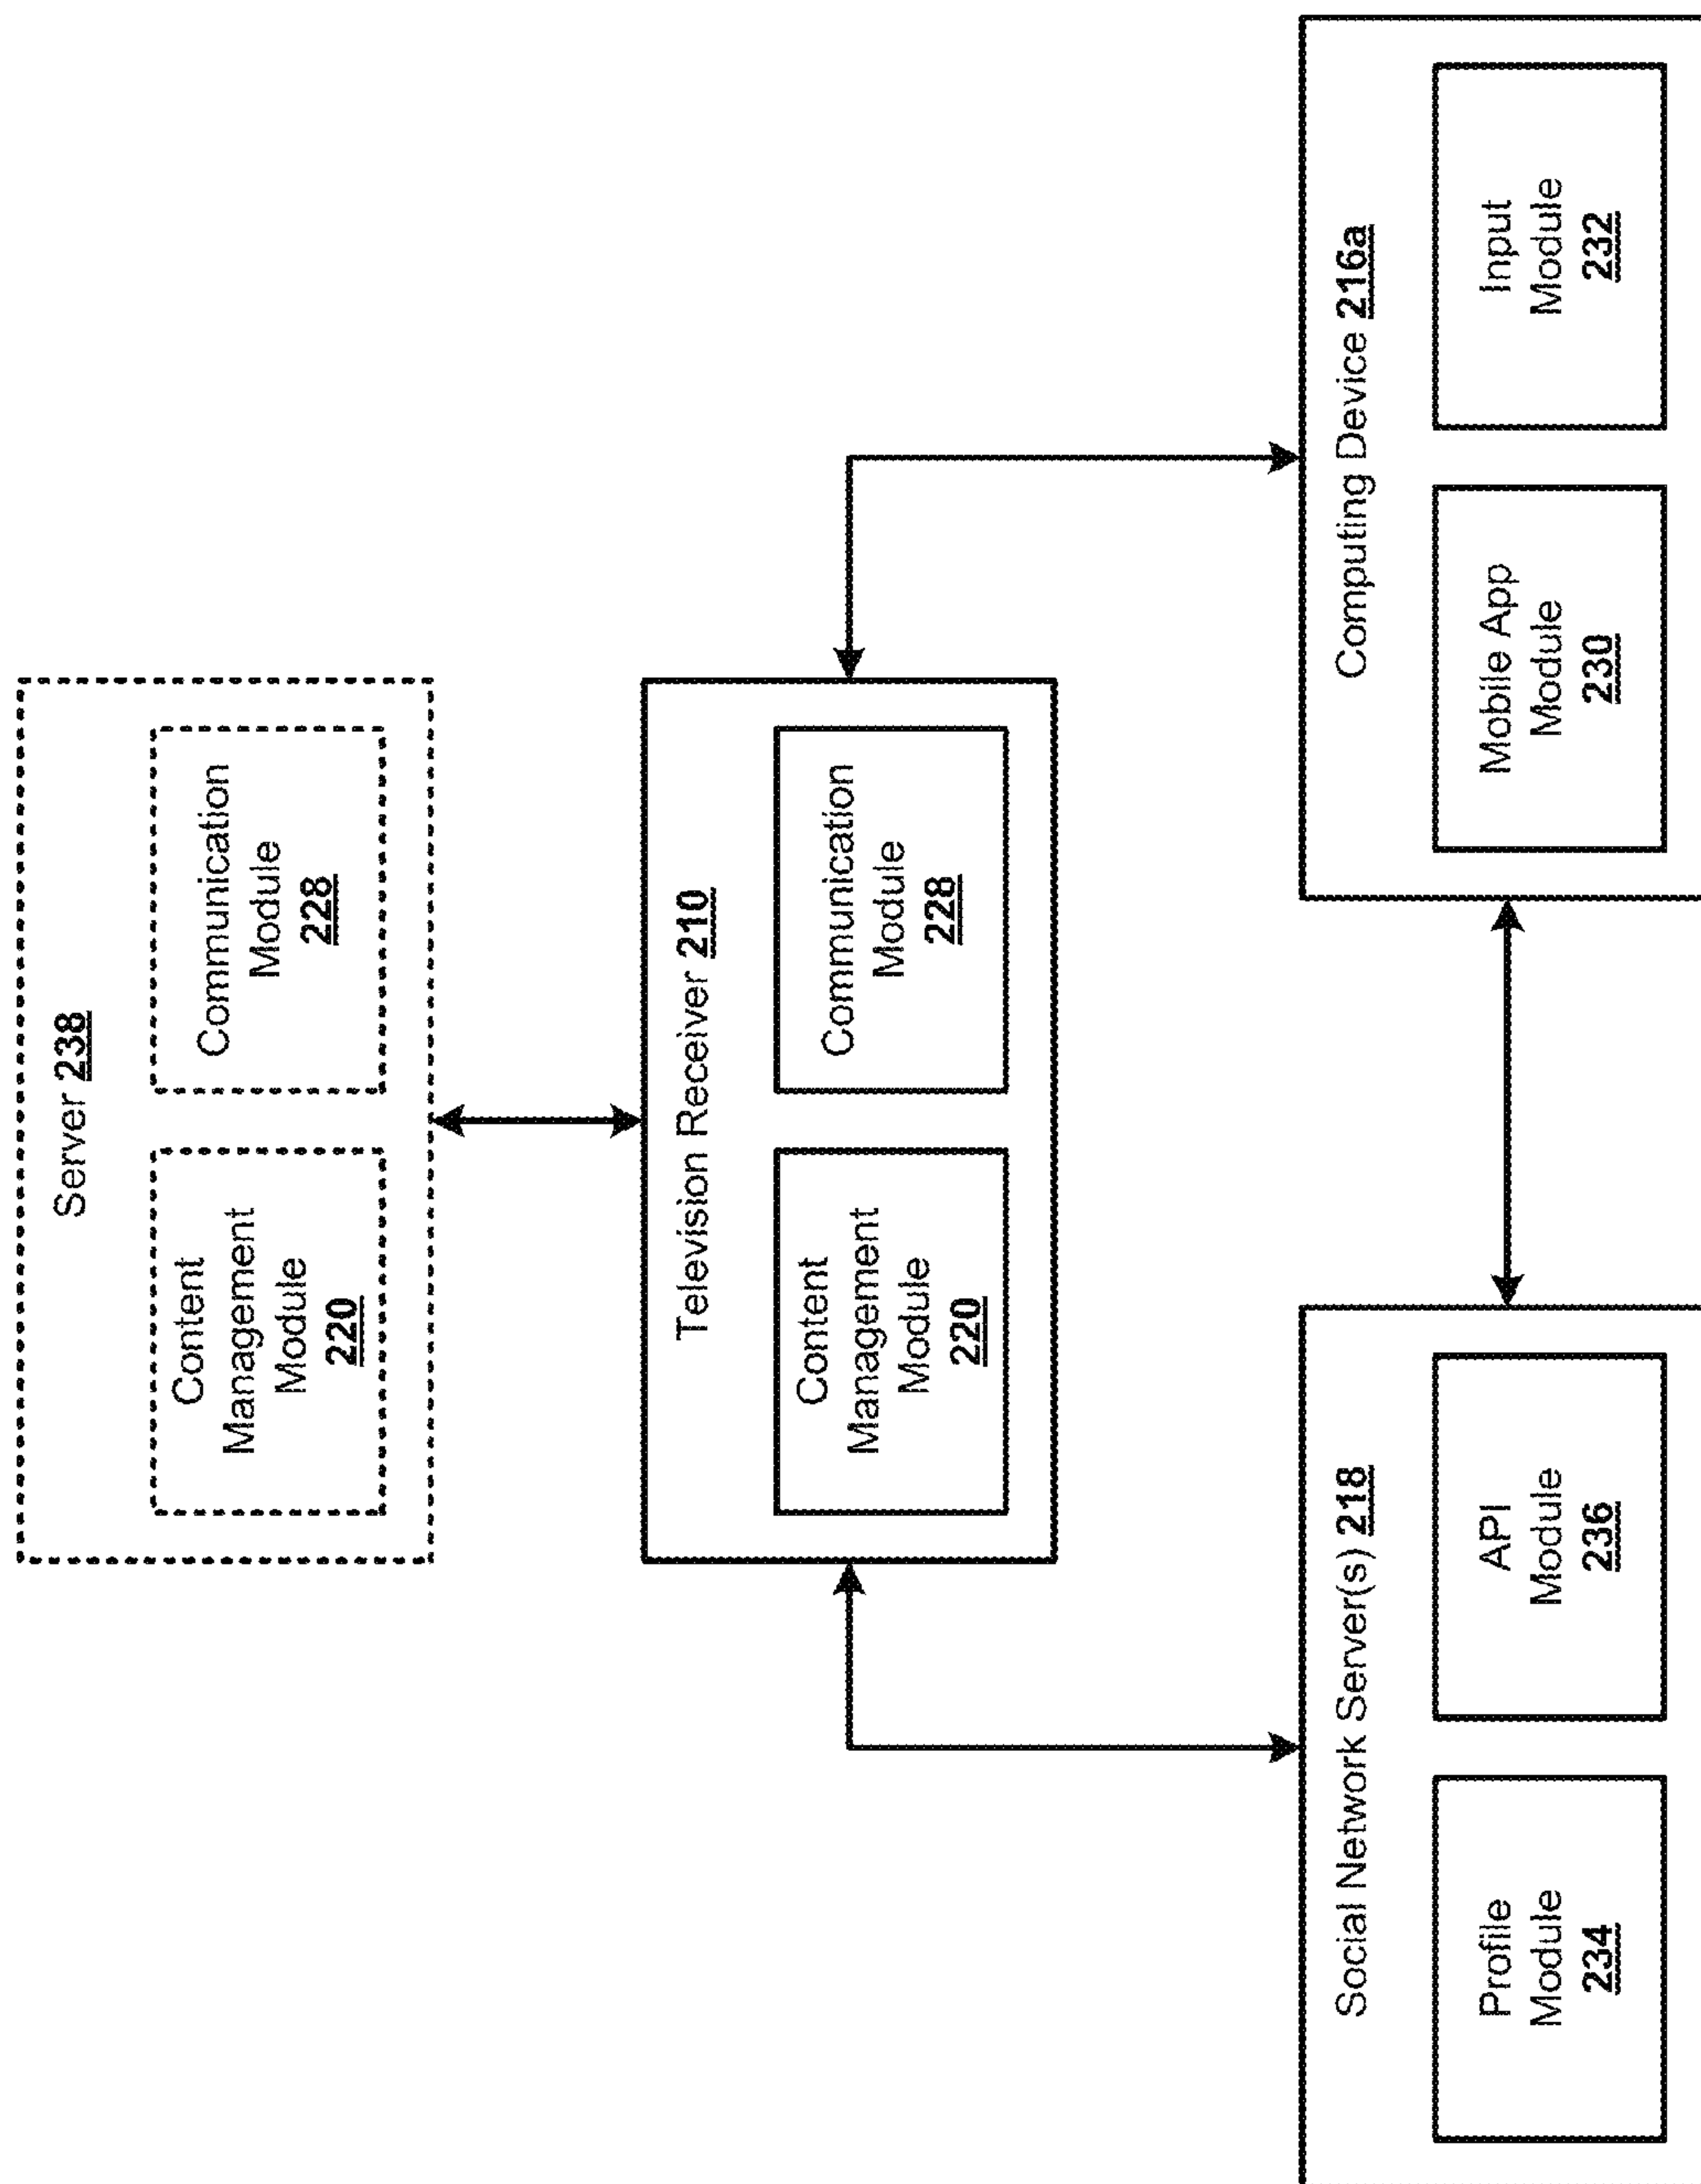 Server 238
Content
Management
Module
220
Communication
Module
228
Television Receiver 210
Content
Management
Module
220
Communication
Module
228
Social Network Server(s) 218
Profile
Module
234
API
Module
236
Computing Device 216a
Mobile App
Module
230
Input
Module
232